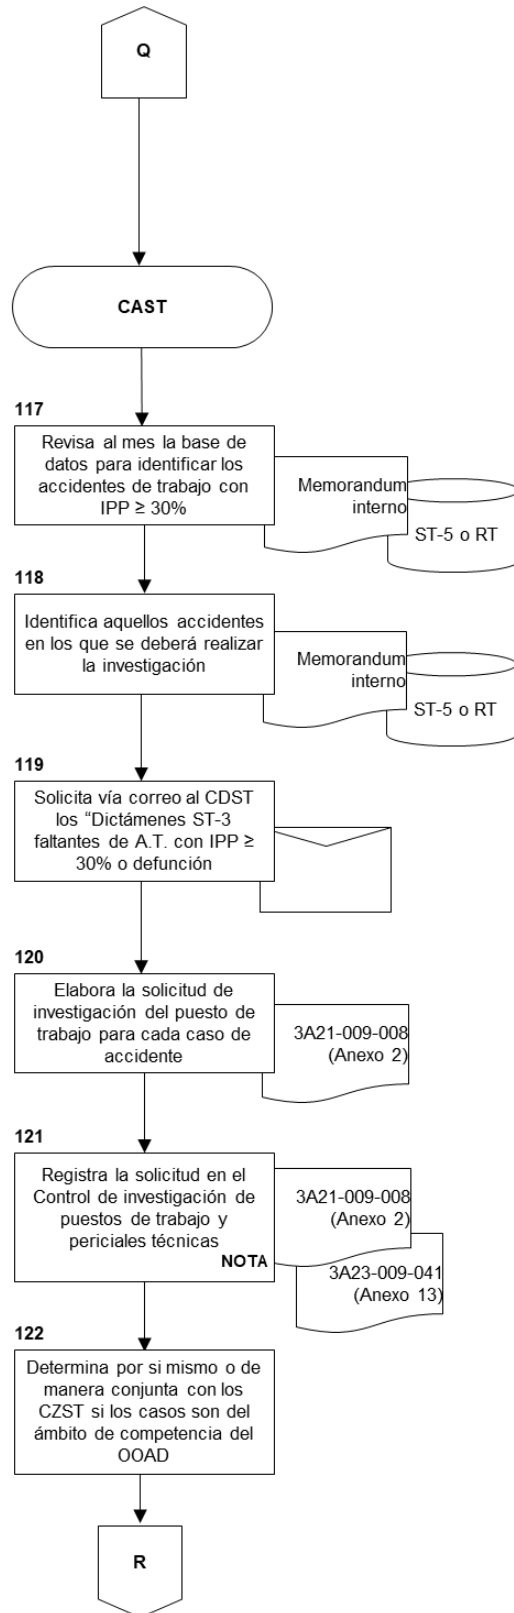 Q
CAST
117
Revisa al mes la base de
datos para identificar los
accidentes de trabajo con
IPP ≥ 30%
Memorandum
interno
ST-5 o RT
118
Identifica aquellos accidentes
en los que se deberá realizar
la investigación
Memorandum
interno
ST-5 o RT
119
Solicita vía correo al CDST
los “Dictámenes ST-3
faltantes de A.T. con IPP ≥
30% o defunción
120
Elabora la solicitud de
investigación del puesto de
trabajo para cada caso de
accidente
3A21-009-008
(Anexo 2)
121
Registra la solicitud en el
Control de investigación de
puestos de trabajo y
periciales técnicas
NOTA
3A21-009-008
(Anexo 2)
3A23-009-041
(Anexo 13)
122
Determina por si mismo o de
manera conjunta con los
CZST si los casos son del
ámbito de competencia del
OOAD
R